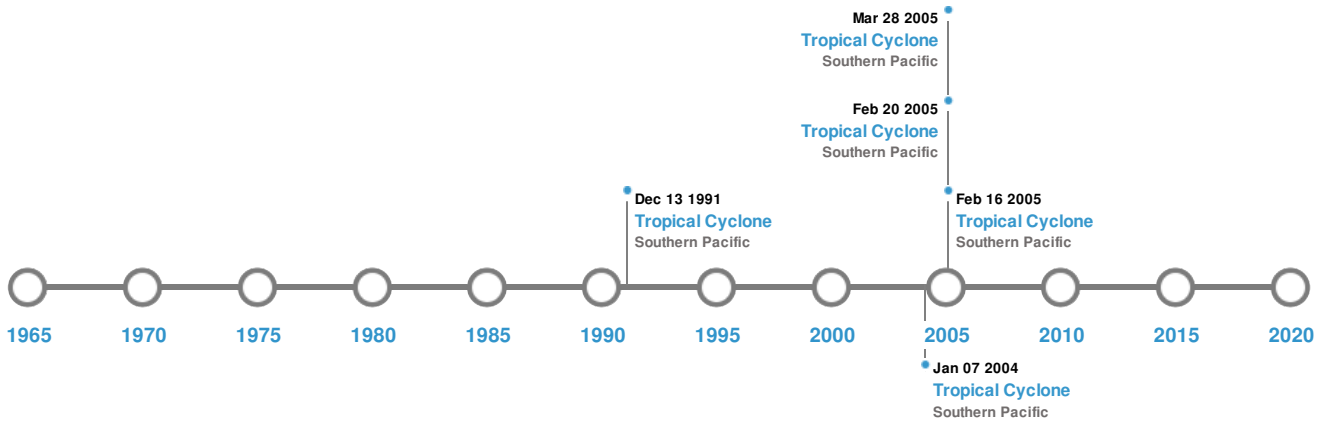 Mar 28 2005
Tropical Cyclone
Southern Pacific
Feb 20 2005
Tropical Cyclone
Southern Pacific
Dec 13 1991
Tropical Cyclone
Southern Pacific
Feb 16 2005
Tropical Cyclone
Southern Pacific
1965 1970 1975 1980 1985 1990 1995 2000 2005 2010 2015 2020
Jan 07 2004
Tropical Cyclone
Southern Pacific